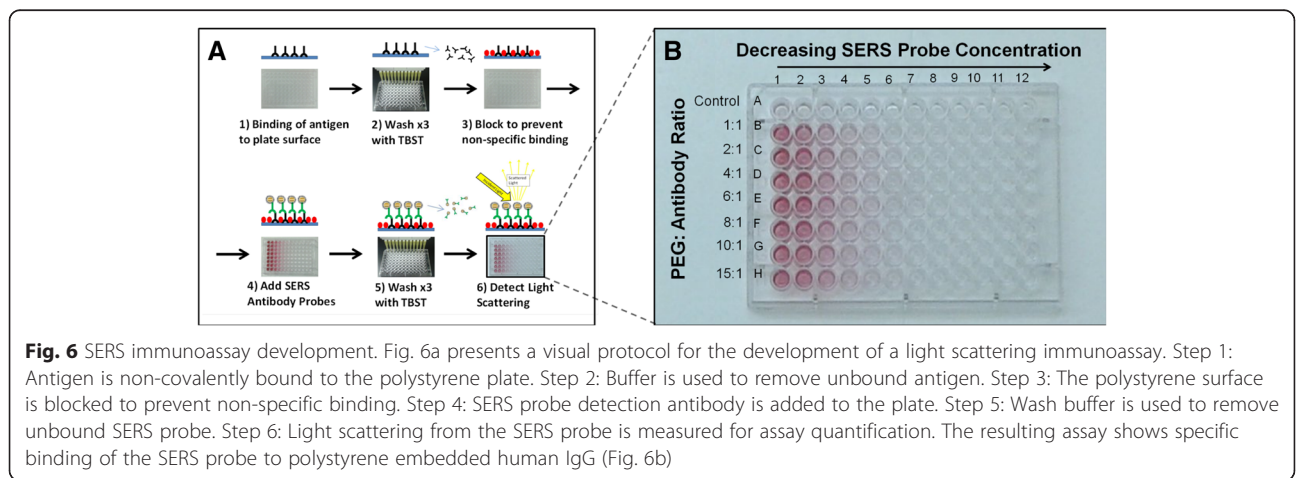 A
1) Binding of antigen
to plate surface
2) Wash x3
with TBST
3) Block to prevent
non-specific binding
Scattered
Light
4) Add SERS
Antibody Probes
5) Wash x3
with TBST
6) Detect Light
Scattering
B
Decreasing SERS Probe Concentration
1 2 3 4 5 6 7 8 9 10 11 12
PEG: Antibody Ratio
Control A
1:1 B
2:1 C
4:1 D
6:1 E
8:1 F
10:1 G
15:1 H
Fig. 6 SERS immunoassay development. Fig. 6a presents a visual protocol for the development of a light scattering immunoassay. Step 1:
Antigen is non-covalently bound to the polystyrene plate. Step 2: Buffer is used to remove unbound antigen. Step 3: The polystyrene surface
is blocked to prevent non-specific binding. Step 4: SERS probe detection antibody is added to the plate. Step 5: Wash buffer is used to remove
unbound SERS probe. Step 6: Light scattering from the SERS probe is measured for assay quantification. The resulting assay shows specific
binding of the SERS probe to polystyrene embedded human IgG (Fig. 6b)